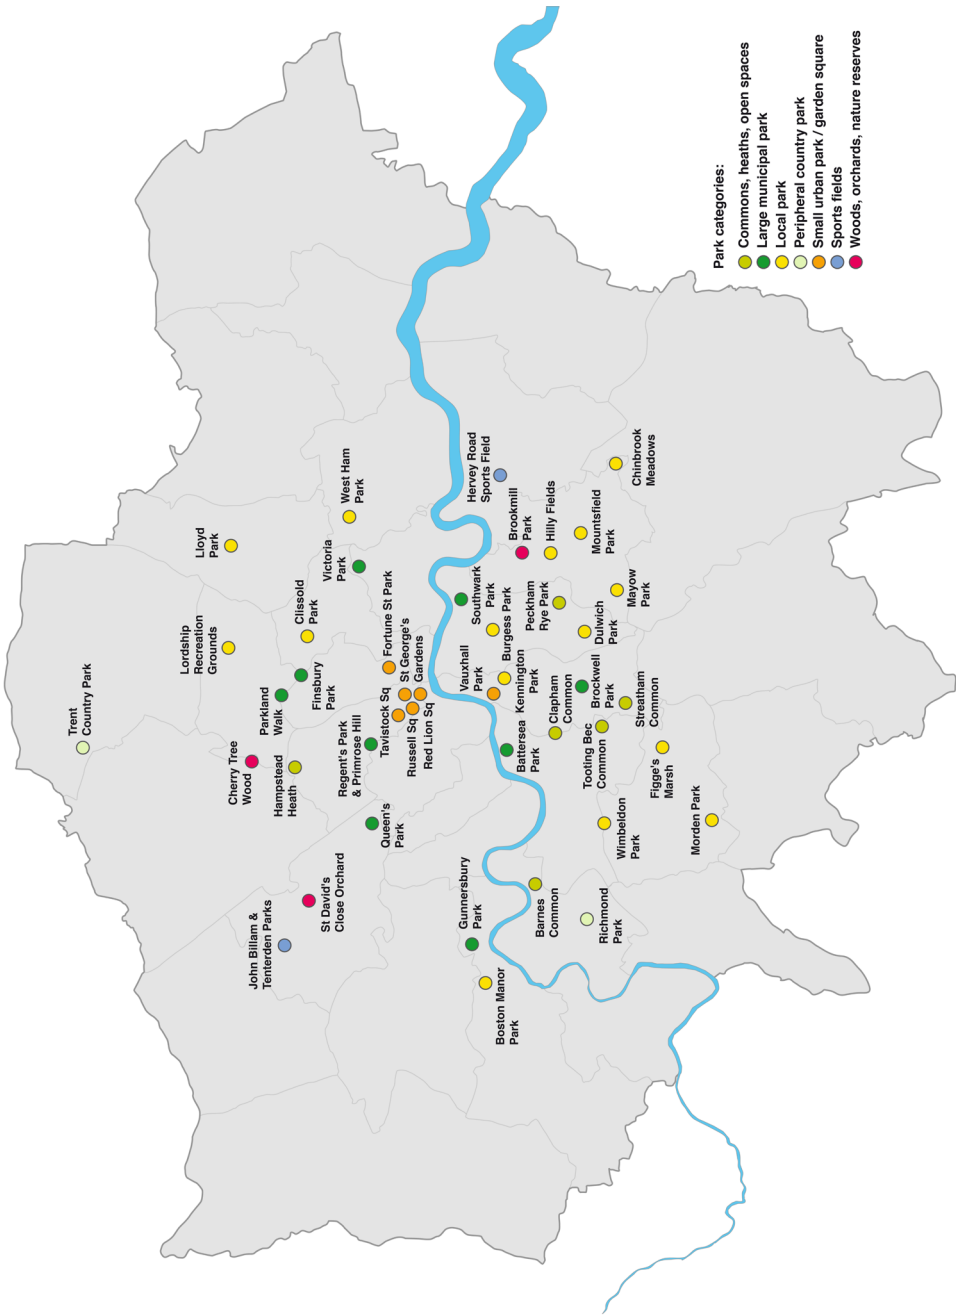 Trent
Country Park
Lordship
Recreation
Grounds
Lloyd
Park
Cherry Tree
Wood
Parkland
Walk
Hampstead
Heath
Finsbury
Park
Clissold
Park
John Billam &
Tenterden Parks
St David's
Close Orchard
West Ham
Park
Victoria
Park
Regent's Park
& Primrose Hill
Queen's
Park
Tavistock Sq
Fortune St Park
St George's
Gardens
Russell Sq
Red Lion Sq
Gunnersbury
Park
Boston Manor
Park
Vauxhall
Park
Southwark
Park
Hervey Road
Sports Field
Burgess Park
Kennington
Park
Battersea
Park
Brookmill
Park
Hilly Fields
Peckham
Rye Park
Barnes
Common
Clapham
Common
Brockwell
Park
Dulwich
Park
Mountsfield
Park
Richmond
Park
Tooting Bec
Common
Streatham
Common
Mayow
Park
Chinbrook
Meadows
Wimbeldon
Park
Figge's
Marsh
Morden Park
Park categories:
Commons, heaths, open spaces
Large municipal park
Local park
Peripheral country park
Small urban park / garden square
Sports fields
Woods, orchards, nature reserves